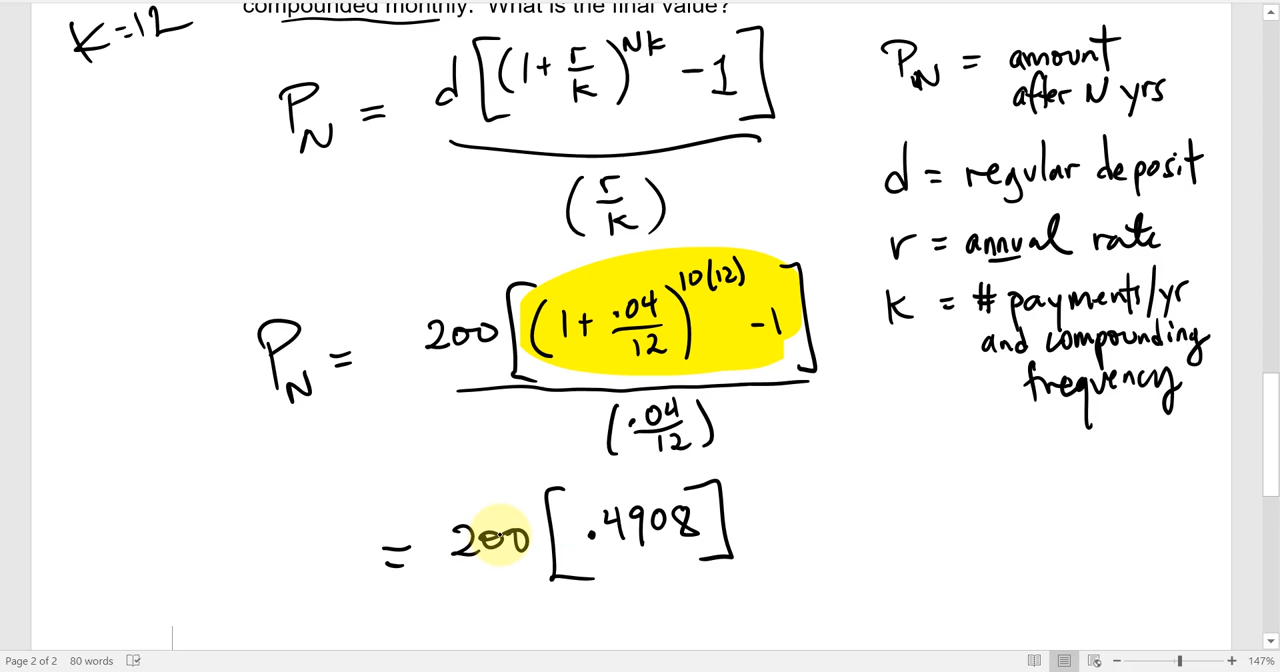 compounded monthly. What is the final value?
K=12
P_N = d[(1+ r/k)^Nk -1]
(r/k)
P_N = amount
after N yrs
d = regular deposit
r = annual rate
k = # payments/yr
and compounding
frequency
P_N = 200[(1+ .04/12)^10(12) -1]
(.04/12)
= 200[.4908]
Page 2 of 2 80 words 147%